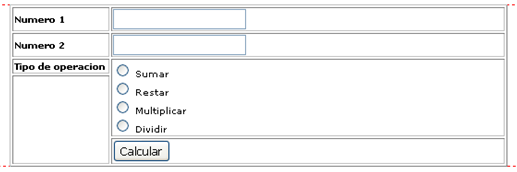 Numero 1
Numero 2
Tipo de operacion
Sumar
Restar
Multiplicar
Dividir
Calcular